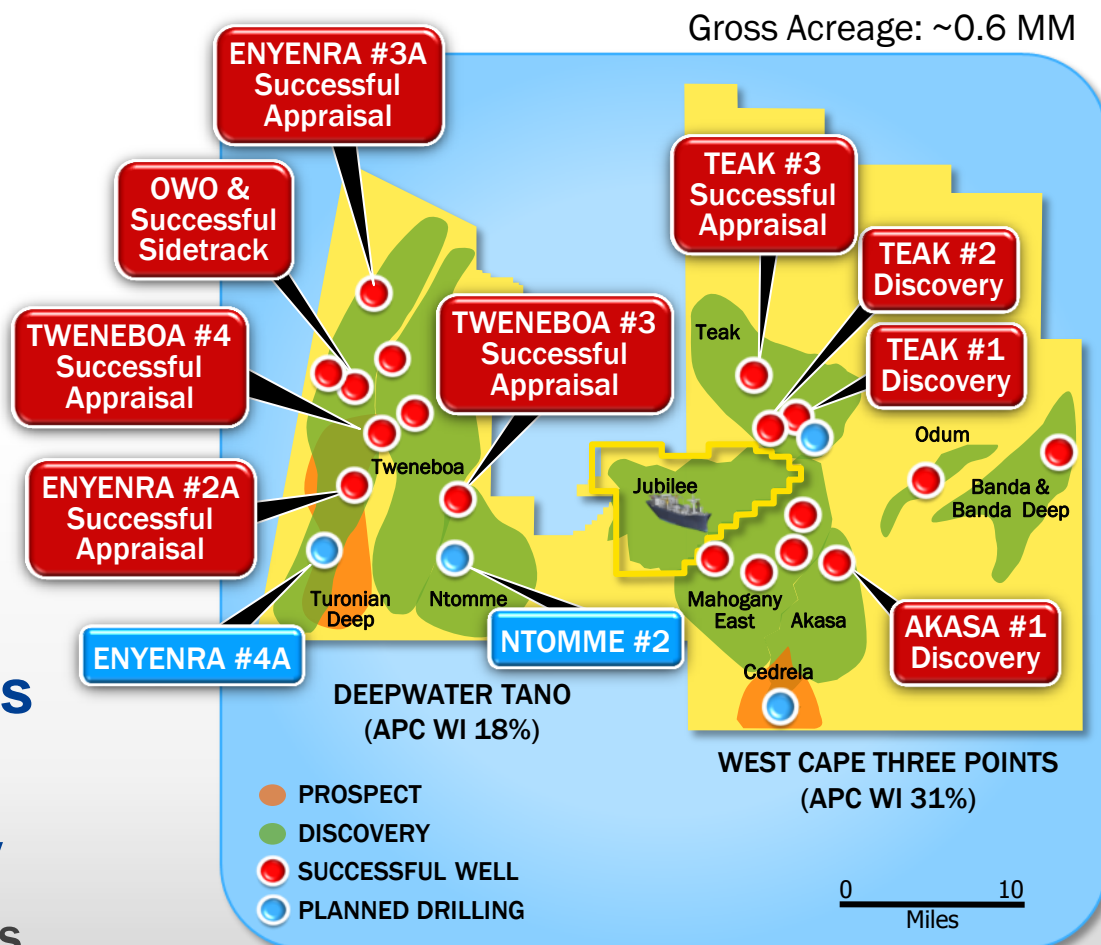 Gross Acreage: ~0.6 MM
ENYENRA #3A
Successful
Appraisal
OWO &
Successful
Sidetrack
TWENEBOA #4
Successful
Appraisal
ENYENRA #2A
Successful
Appraisal
ENYENRA #4A
TWENEBOA #3
Successful
Appraisal
NTOMME #2
Tweneboa
Turonian
Deep
Ntomme
TEAK #3
Successful
Appraisal
TEAK #2
Discovery
TEAK #1
Discovery
Teak
Odum
Banda &
Banda Deep
Jubilee
Mahogany
East
Akasa
AKASA #1
Discovery
Cedrela
DEEPWATER TANO
(APC WI 18%)
WEST CAPE THREE POINTS
(APC WI 31%)
PROSPECT
DISCOVERY
SUCCESSFUL WELL
PLANNED DRILLING
0 10
Miles
s
s